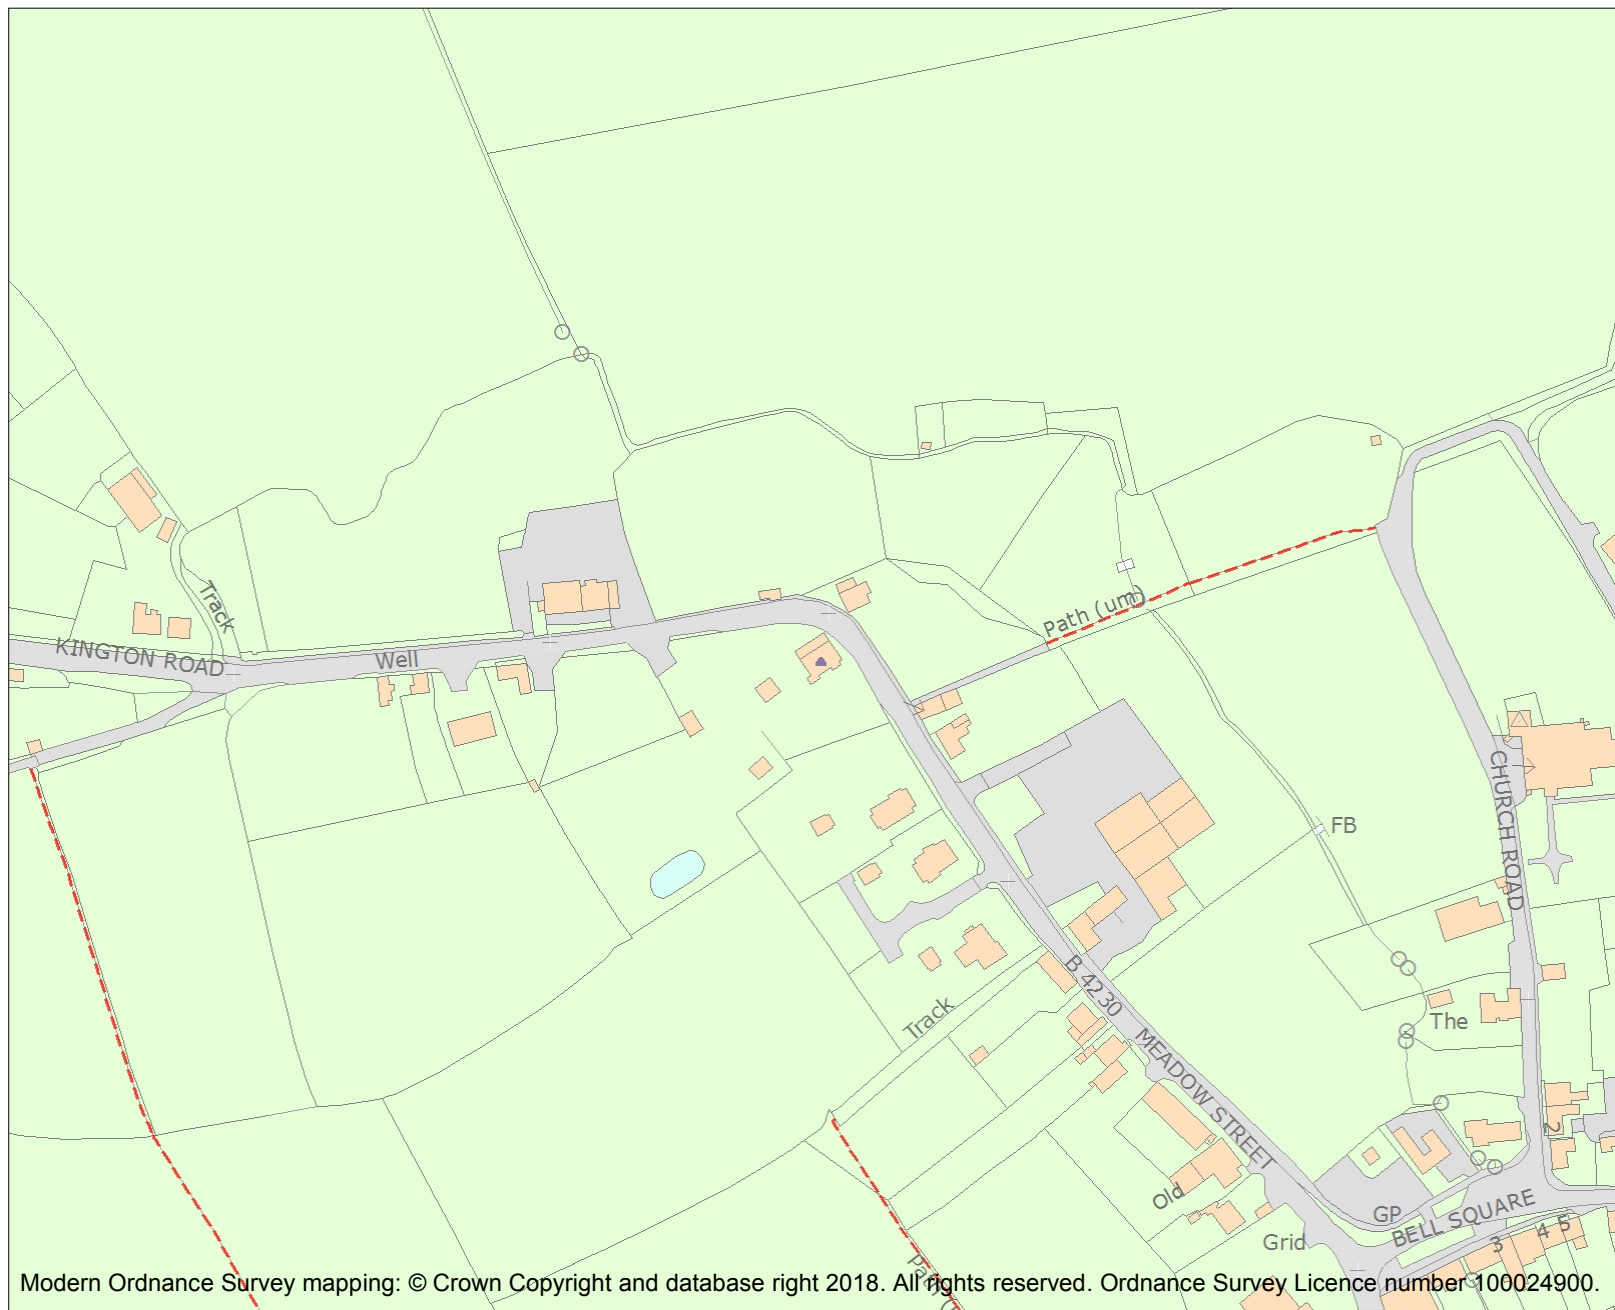 Path (um)
Track
KINGTON ROAD
Well
FB
CHURCH ROAD
B 4230
Track
The
MEADOW STREET
2
Old
GP
BELL SQUARE
Grid
3
4
5
Modern Ordnance Survey mapping: © Crown Copyright and database right 2018. All rights reserved. Ordnance Survey Licence number 100024900.